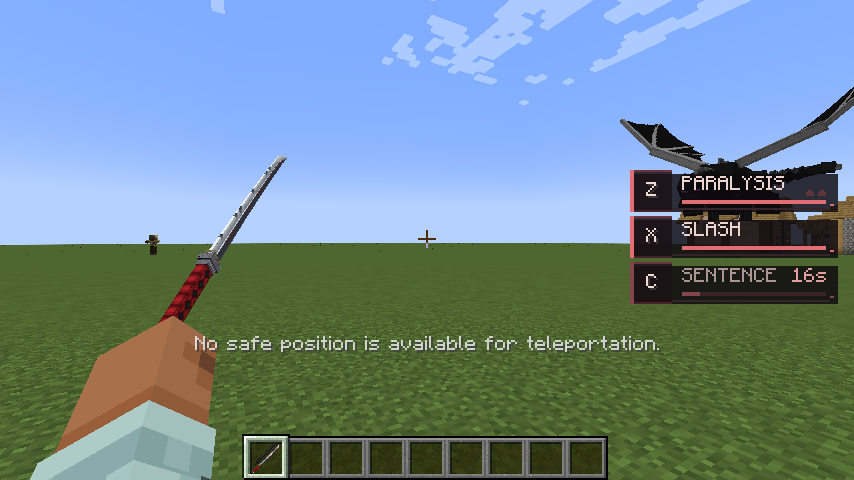 Z PARALYSIS
X SLASH
C SENTENCE 16s
No safe position is available for teleportation.